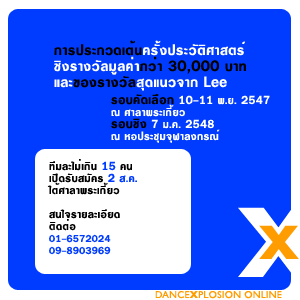 การประกวดเต้นครั้งประวัติศาสตร์
ชิงรางวัลมูลค่ากว่า 30,000 บาท
และของรางวัลสุดแนวจาก Lee
รอบคัดเลือก 10-11 พ.ย. 2547
ณ ศาลาพระเกี้ยว
รอบชิง 7 ม.ค. 2548
ณ หอประชุมจุฬาลงกรณ์
ทีมละไม่เกิน 15 คน
เปิดรับสมัคร 2 ส.ค.
ใต้ศาลาพระเกี้ยว
สนใจรายละเอียด
ติดต่อ
01-6572024
09-8903969
X
DANCEXPLOSION ONLINE